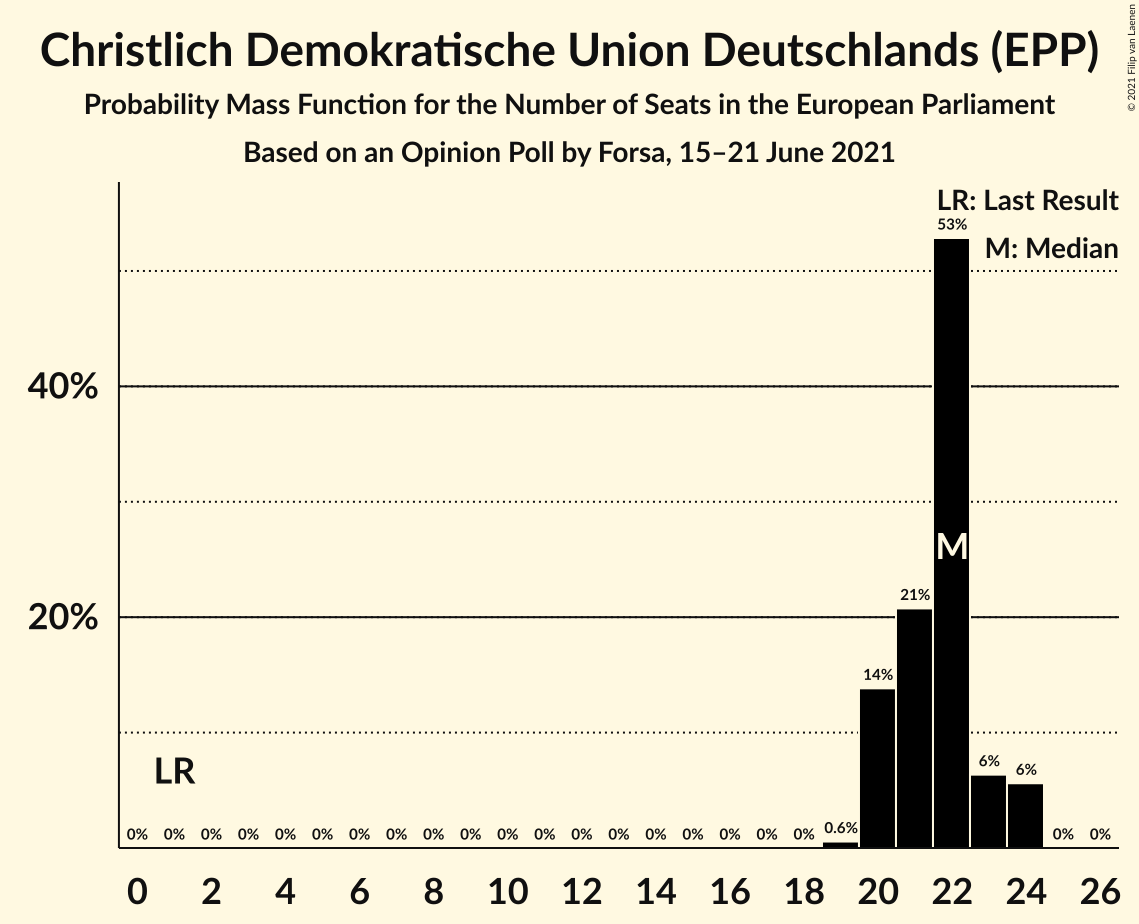 Christlich Demokratische Union Deutschlands (EPP)
Probability Mass Function for the Number of Seats in the European Parliament
Based on an Opinion Poll by Forsa, 15–21 June 2021
© 2021 Filip van Laenen
LR: Last Result
53%
M: Median
40%
M
21%
20%
14%
LR
6% 6%
0% 0% 0% 0% 0% 0% 0% 0% 0% 0% 0% 0% 0% 0% 0% 0% 0% 0% 0% 0.6% 0% 0%
0 2 4 6 8 10 12 14 16 18 20 22 24 26